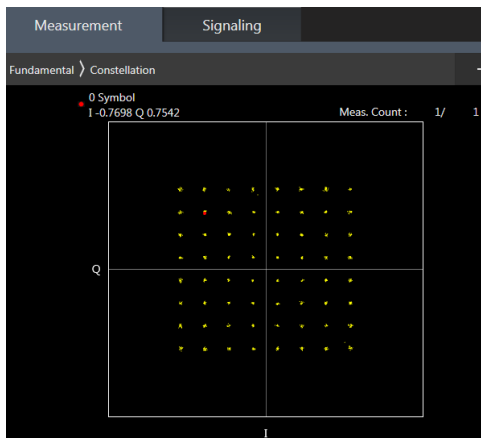 Measurement Signaling
Fundamental 〉 Constellation
0 Symbol
I -0.7698 Q 0.7542 Meas. Count : 1/ 1
Q
I